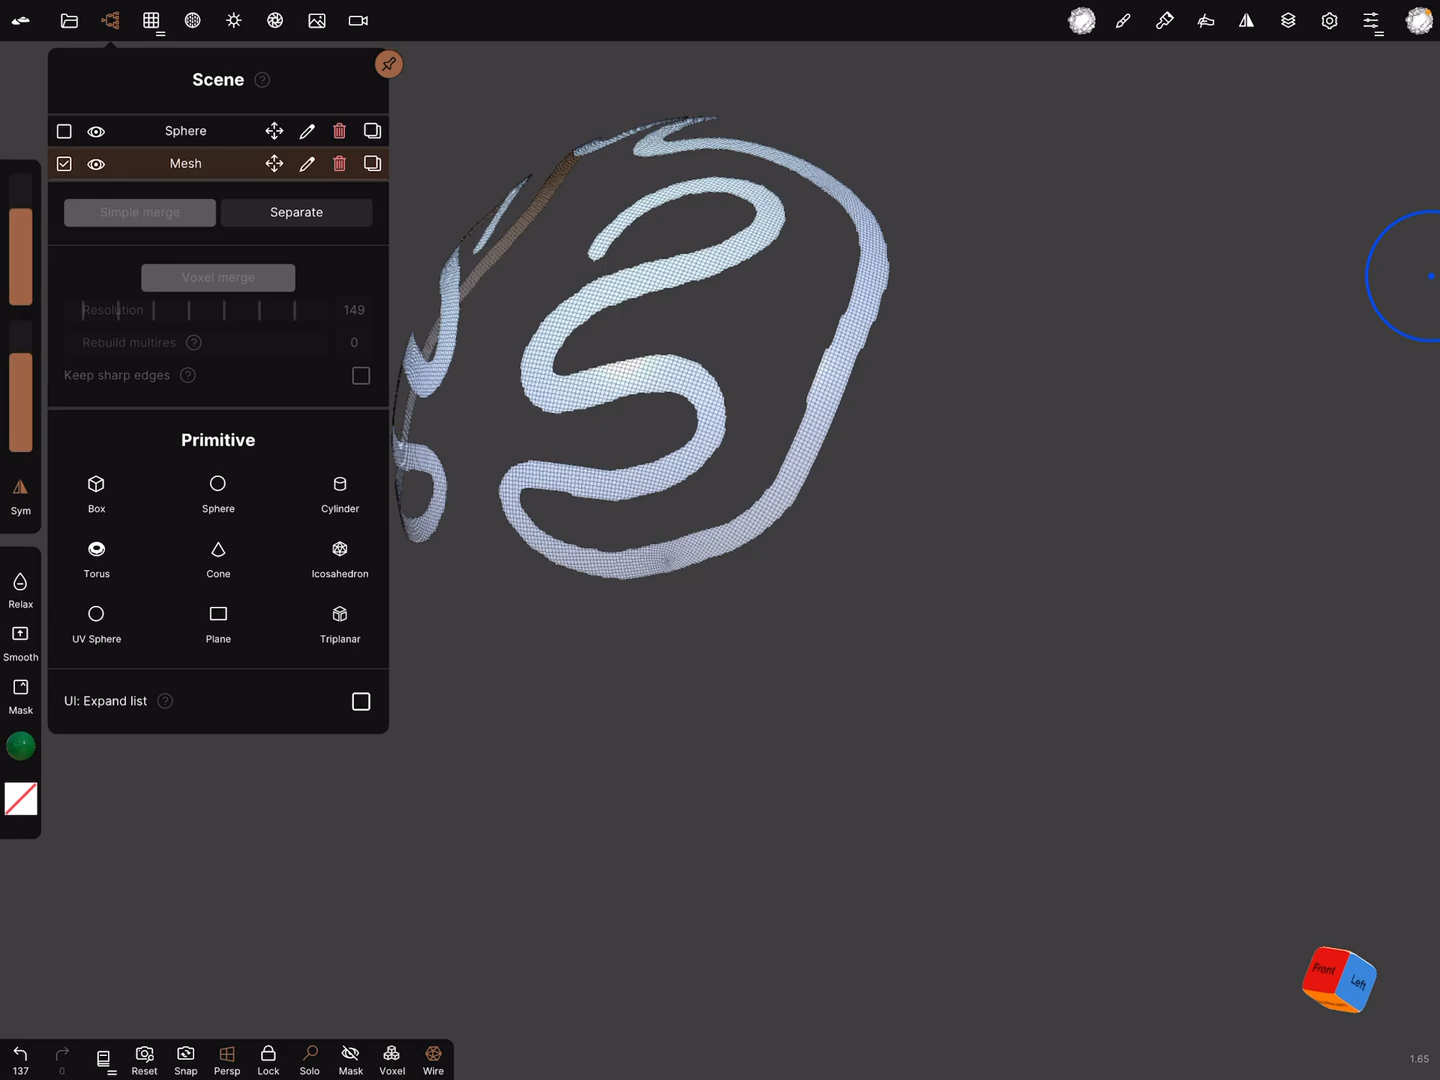 Scene
Sphere
Mesh
Simple merge
Separate
Voxel merge
Resolution 149
Rebuild multires 0
Keep sharp edges
Primitive
Box
Sphere
Cylinder
Torus
Cone
Icosahedron
UV Sphere
Plane
Triplanar
UI: Expand list
Sym
Relax
Smooth
Mask
Front
Left
137
0
Reset
Snap
Persp
Lock
Solo
Mask
Voxel
Wire
1.65